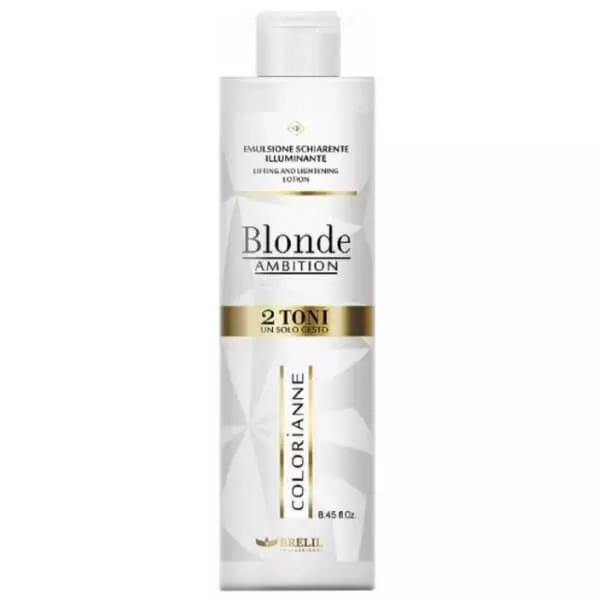 EMULSIONE SCHIARENTE
ILLUMINANTE
LIFTING AND LIGHTENING
LOTION
Blonde
AMBITION
2 TONI
UN SOLO GESTO
COLORiANNE
8.45 fl.Oz.
BRELIL
PROFESSIONAL